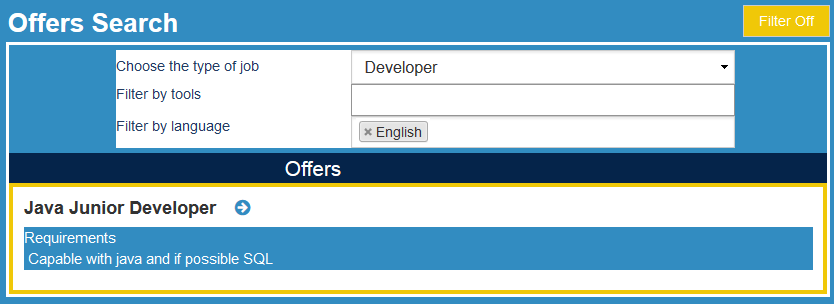 Offers Search
Filter Off
Choose the type of job
Developer
Filter by tools
Filter by language
× English
Offers
Java Junior Developer
Requirements
Capable with java and if possible SQL